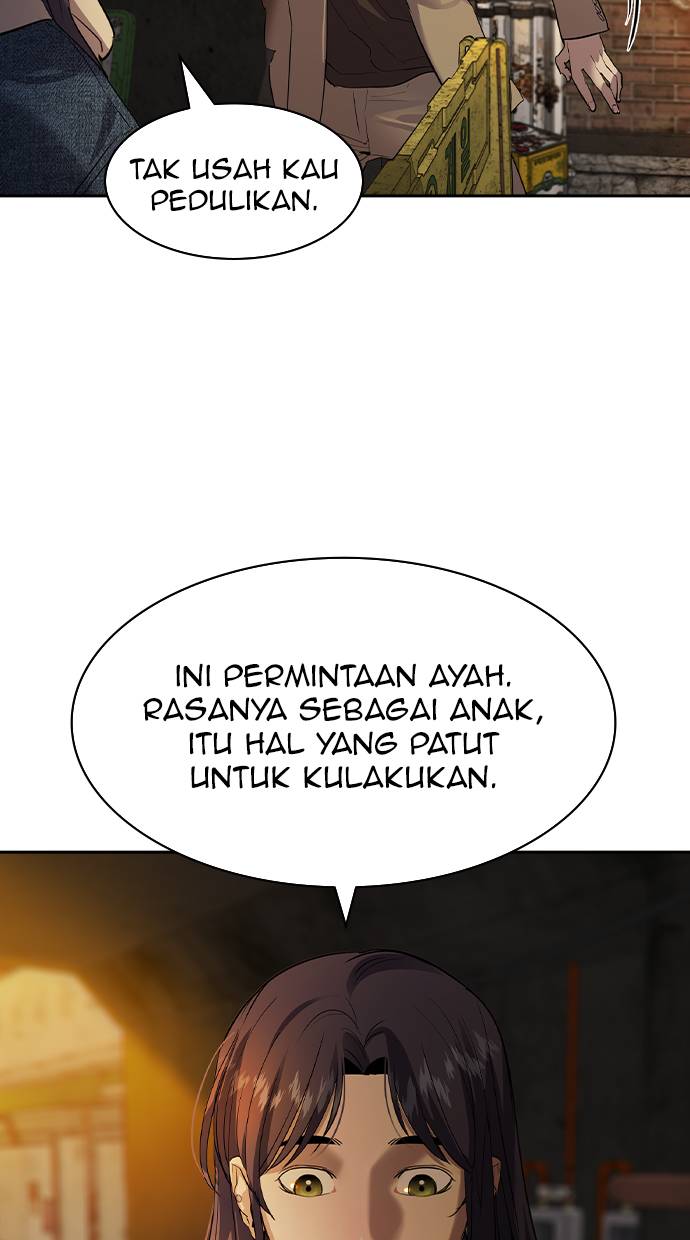 TAK USAH KAU
PEDULIKAN.
INI PERMINTAAN AYAH.
RASANYA SEBAGAI ANAK,
ITU HAL YANG PATUT
UNTUK KULAKUKAN.